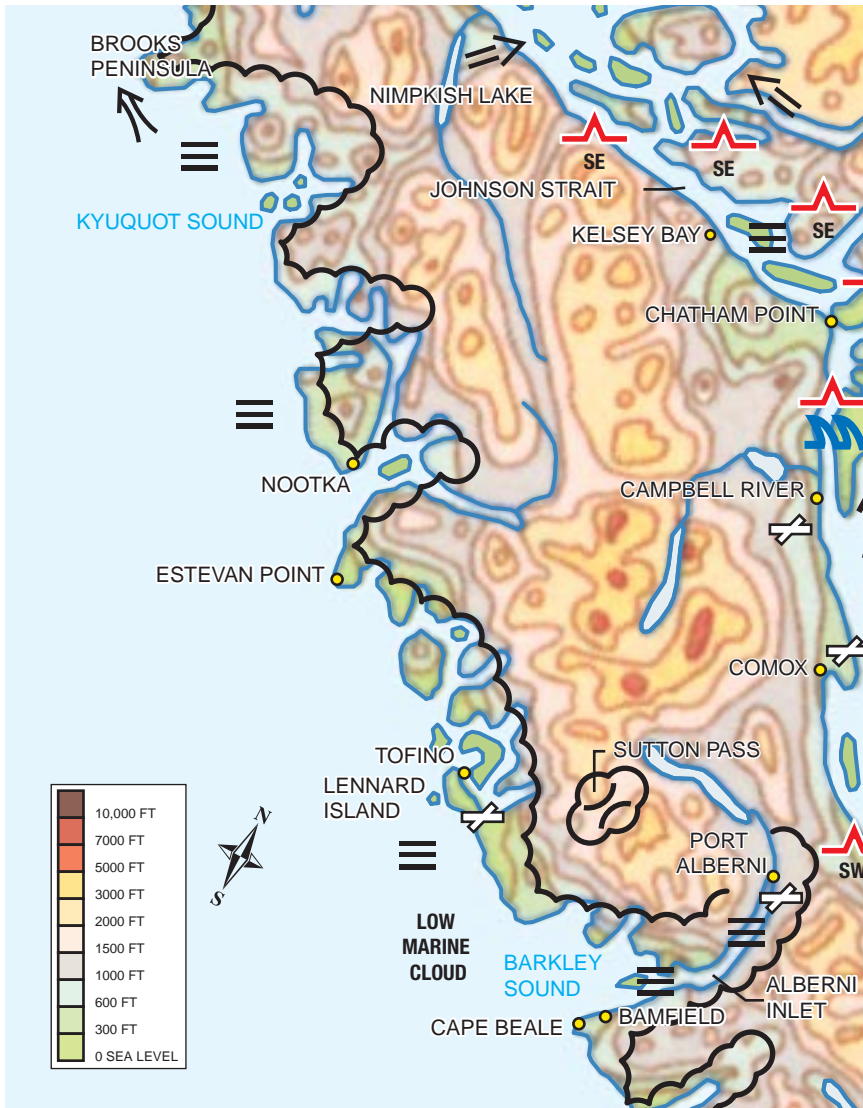 BROOKS
PENINSULA
NIMPKISH LAKE
SE
SE
JOHNSON STRAIT
KYUQUOT SOUND
SE
KELSEY BAY
CHATHAM POINT
NOOTKA
CAMPBELL RIVER
ESTEVAN POINT
COMOX
SUTTON PASS
TOFINO
LENNARD
ISLAND
10,000 FT
7000 FT
5000 FT
3000 FT
2000 FT
1500 FT
1000 FT
600 FT
300 FT
0 SEA LEVEL
N
S
PORT
ALBERNI
SW
LOW
MARINE
CLOUD
BARKLEY
SOUND
ALBERNI
INLET
BAMFIELD
CAPE BEALE